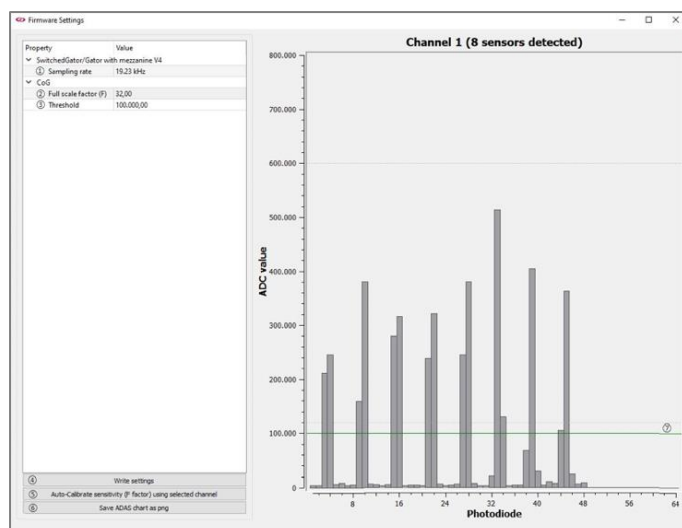 Firmware Settings
Property Value
SwitchedGator/Gator with mezzanine V4
① Sampling rate 19.23 kHz
CoG
② Full scale factor (F) 32,00
③ Threshold 100.000,00
④ Write settings
⑤ Auto-Calibrate sensitivity (F factor) using selected channel
⑥ Save ADAS chart as png
Channel 1 (8 sensors detected)
ADC value
800.000
700.000
600.000
500.000
400.000
300.000
200.000
100.000
0
⑦
8 16 24 32 40 48 56 64
Photodiode